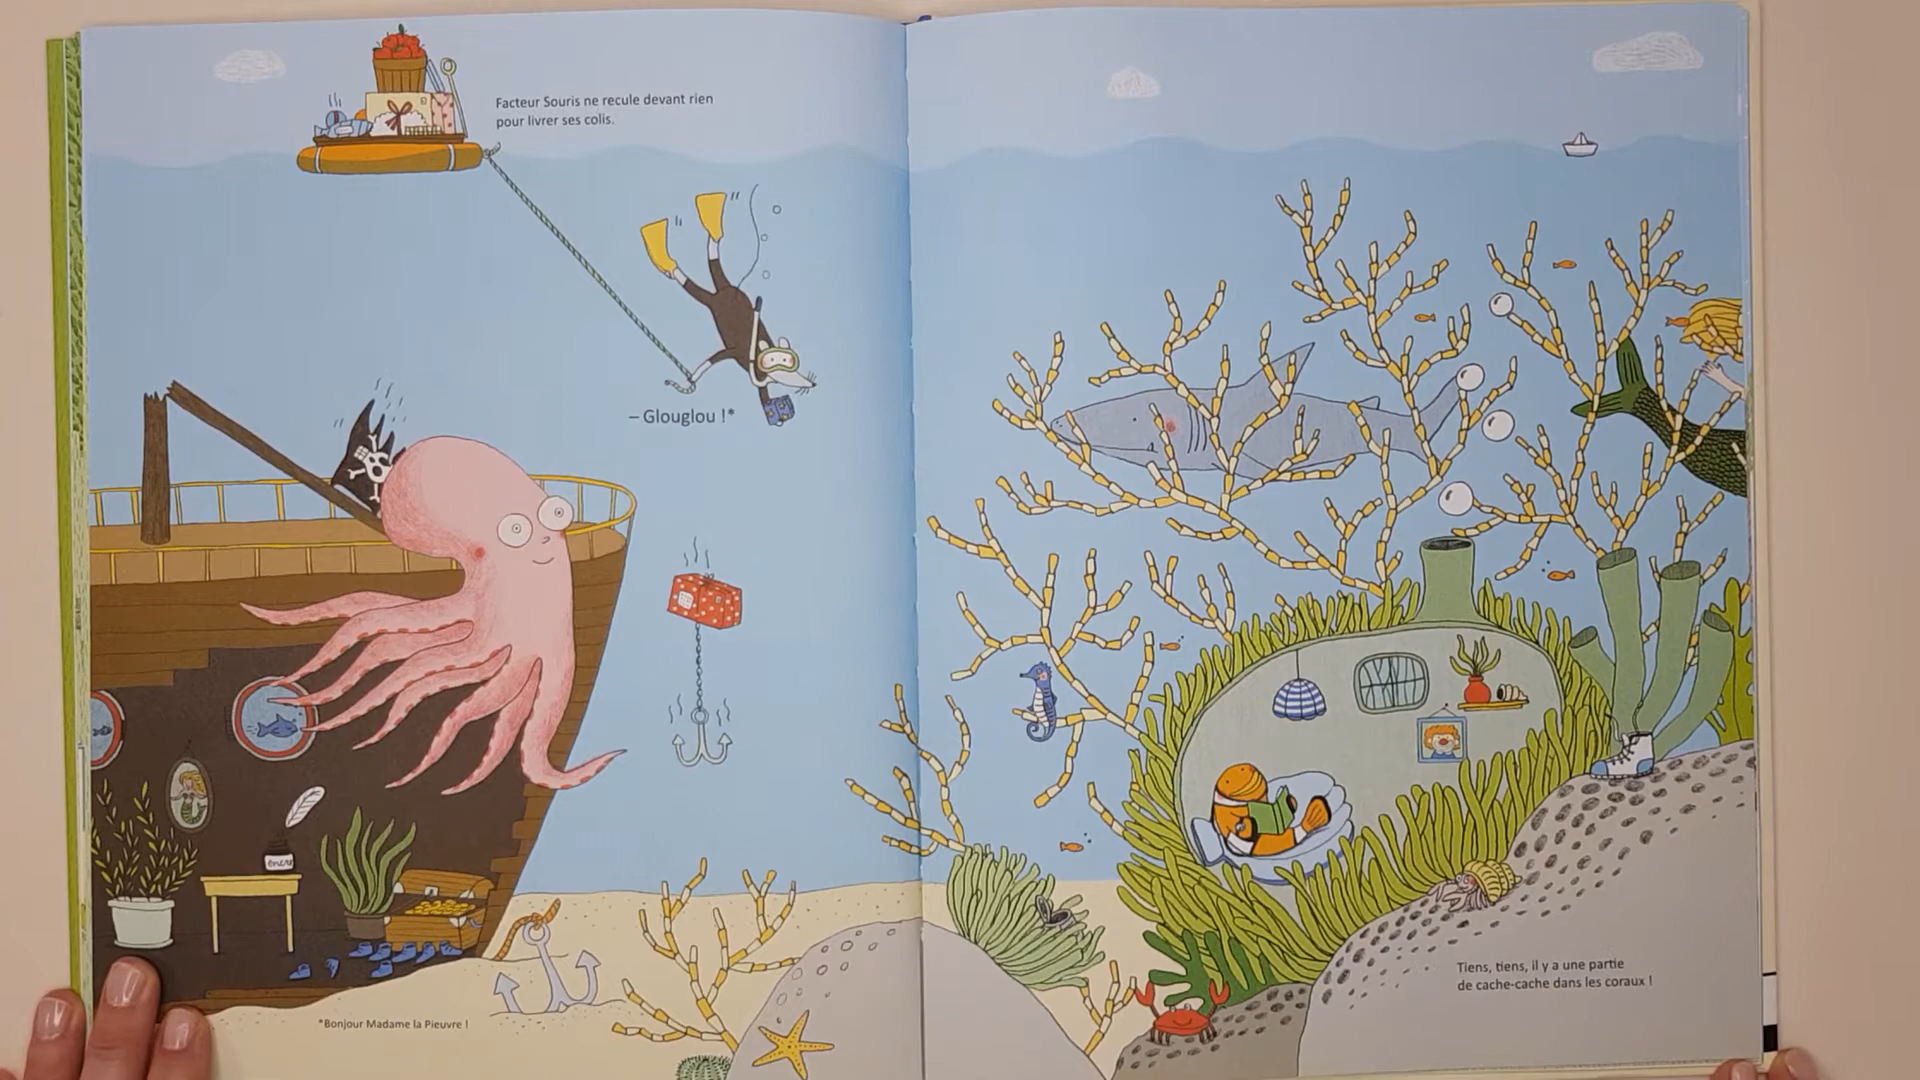 Facteur Souris ne recule devant rien
pour livrer ses colis.
– Glouglou !*
encre
*Bonjour Madame la Pieuvre !
Tiens, tiens, il y a une partie
de cache-cache dans les coraux !